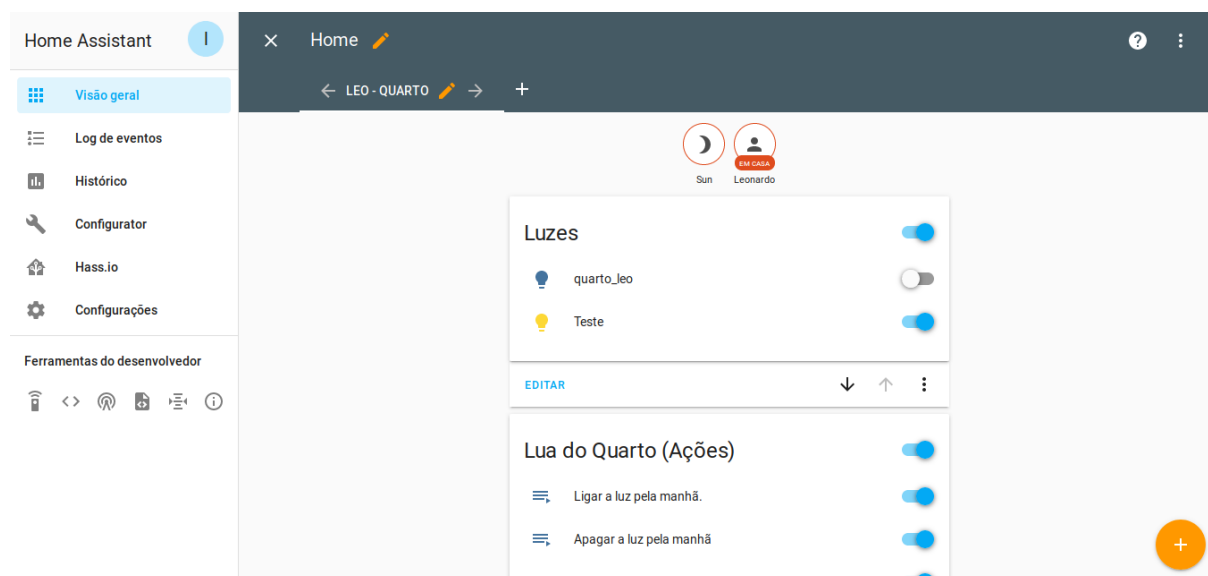 Home Assistant
I
Home
Visão geral
LEO - QUARTO
Log de eventos
EM CASA
Sun
Leonardo
Histórico
Configurator
Hass.io
Configurações
Ferramentas do desenvolvedor
Luzes
quarto_leo
Teste
EDITAR
Lua do Quarto (Ações)
Ligar a luz pela manhã.
Apagar a luz pela manhã